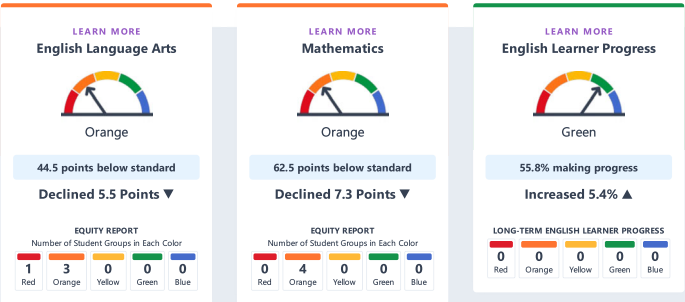 LEARN MORE
English Language Arts
Orange
44.5 points below standard
Declined 5.5 Points ▼
EQUITY REPORT
Number of Student Groups in Each Color
1 3 0 0 0
Red Orange Yellow Green Blue
LEARN MORE
Mathematics
Orange
62.5 points below standard
Declined 7.3 Points ▼
EQUITY REPORT
Number of Student Groups in Each Color
0 4 0 0 0
Red Orange Yellow Green Blue
LEARN MORE
English Learner Progress
Green
55.8% making progress
Increased 5.4% ▲
LONG-TERM ENGLISH LEARNER PROGRESS
0 0 0 0 0
Red Orange Yellow Green Blue